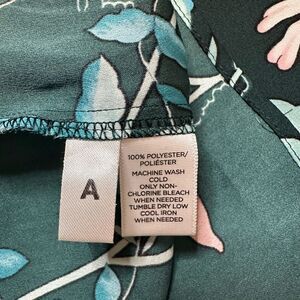 A
100% POLYESTER/
POLIÉSTER
MACHINE WASH
COLD
ONLY NON-
CHLORINE BLEACH
WHEN NEEDED
TUMBLE DRY LOW
COOL IRON
WHEN NEEDED